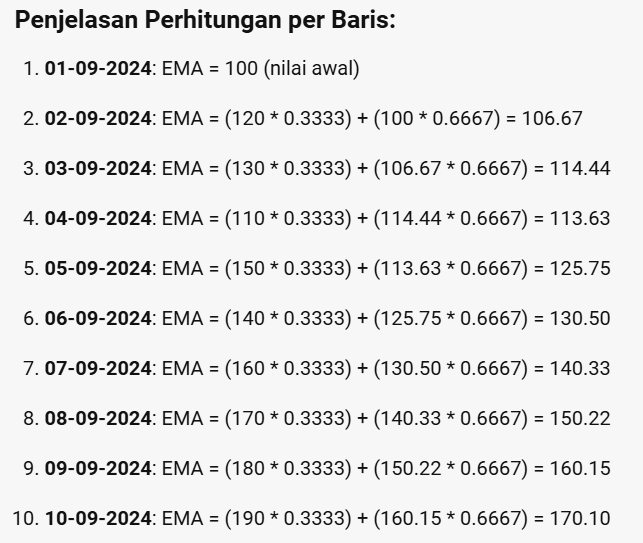 Penjelasan Perhitungan per Baris:
1. 01-09-2024: EMA = 100 (nilai awal)
2. 02-09-2024: EMA = (120 * 0.3333) + (100 * 0.6667) = 106.67
3. 03-09-2024: EMA = (130 * 0.3333) + (106.67 * 0.6667) = 114.44
4. 04-09-2024: EMA = (110 * 0.3333) + (114.44 * 0.6667) = 113.63
5. 05-09-2024: EMA = (150 * 0.3333) + (113.63 * 0.6667) = 125.75
6. 06-09-2024: EMA = (140 * 0.3333) + (125.75 * 0.6667) = 130.50
7. 07-09-2024: EMA = (160 * 0.3333) + (130.50 * 0.6667) = 140.33
8. 08-09-2024: EMA = (170 * 0.3333) + (140.33 * 0.6667) = 150.22
9. 09-09-2024: EMA = (180 * 0.3333) + (150.22 * 0.6667) = 160.15
10. 10-09-2024: EMA = (190 * 0.3333) + (160.15 * 0.6667) = 170.10